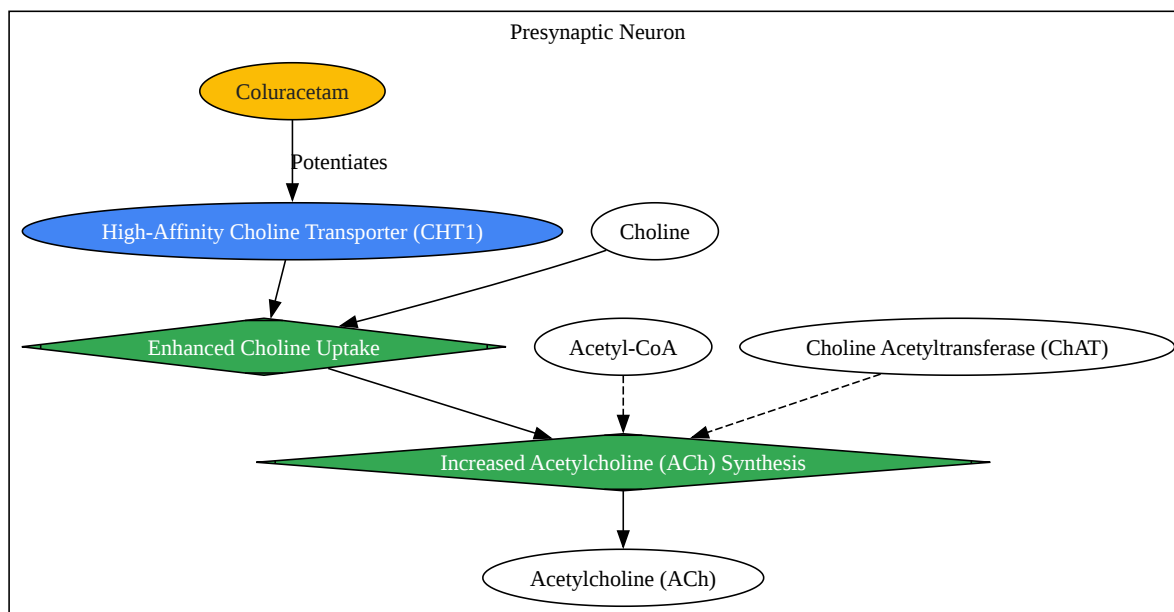 Presynaptic Neuron
Coluracetam
Potentiates
High-Affinity Choline Transporter (CHT1)
Choline
Enhanced Choline Uptake
Acetyl-CoA
Choline Acetyltransferase (ChAT)
Increased Acetylcholine (ACh) Synthesis
Acetylcholine (ACh)